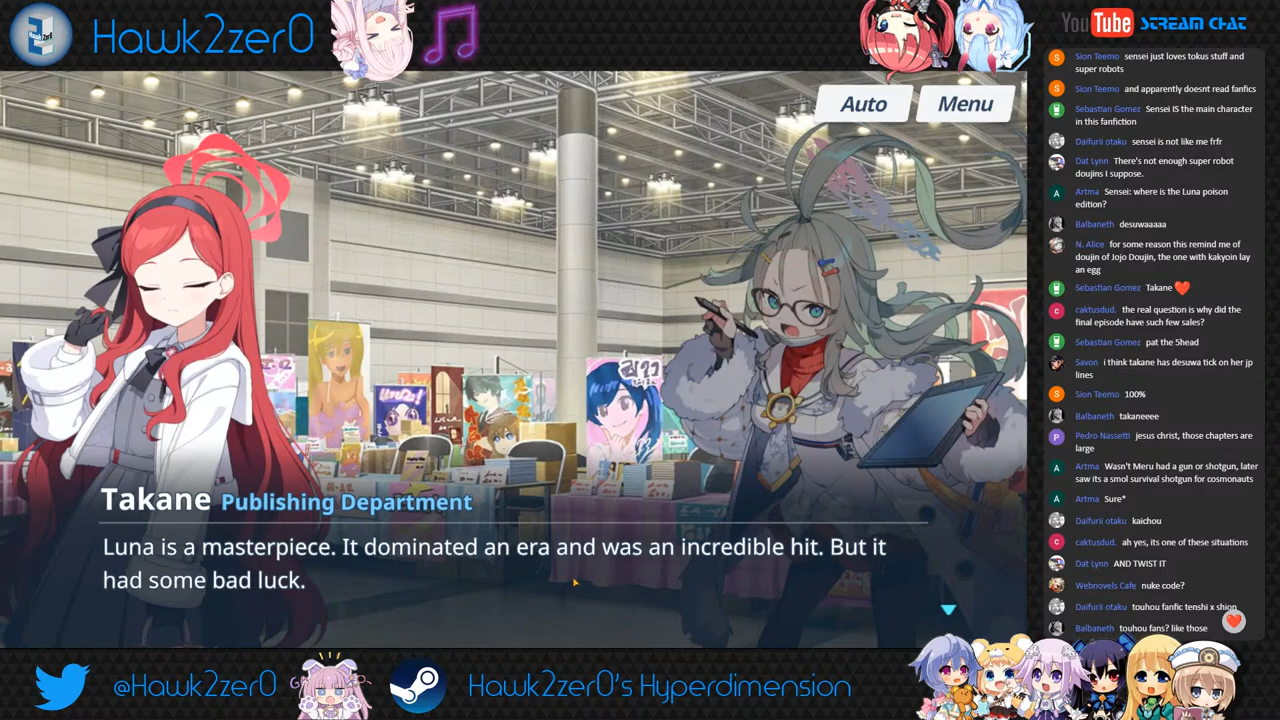 Hawk2zer0
You Tube STREAM CHAT
Auto
Menu
Takane Publishing Department
Luna is a masterpiece. It dominated an era and was an incredible hit. But it
had some bad luck.
Sion Teemo sensei just loves tokus stuff and
super robots
Sion Teemo and apparently doesnt read fanfics
Sebastian Gomez Sensei IS the main character
in this fanfiction
Daifurii otaku sensei is not like me frfr
Dat Lynn There's not enough super robot
doujins I suppose.
Artma Sensei: where is the Luna poison
edition?
Balbaneth desuwaaaaa
N. Alice for some reason this remind me of
doujin of Jojo Doujin, the one with kakyoin lay
an egg
Sebastian Gomez Takane ❤️
caktusdud. the real question is why did the
final episode have such few sales?
Sebastian Gomez pat the 5head
Savon i think takane has desuwa tick on her jp
lines
Sion Teemo 100%
Balbaneth takaneeee
Pedro Nassetti jesus christ, those chapters are
large
Artma Wasn't Meru had a gun or shotgun, later
saw its a smol survival shotgun for cosmonauts
Artma Sure*
Daifurii otaku kaichou
caktusdud. ah yes, its one of these situations
Dat Lynn AND TWIST IT
Webnovels Cafe nuke code?
Daifurii otaku touhou fanfic tenshi x shion
Balbaneth touhou fans? like those
@Hawk2zer0
Hawk2zer0's Hyperdimension